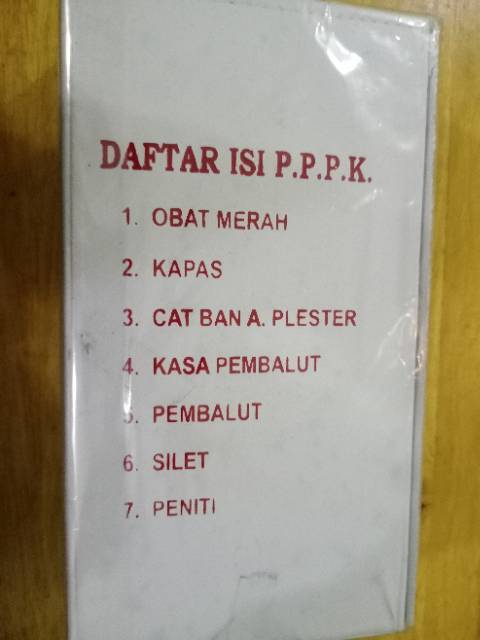 DAFTAR ISI P.P.P.K.
1. OBAT MERAH
2. KAPAS
3. CAT BAN A. PLESTER
4. KASA PEMBALUT
5. PEMBALUT
6. SILET
7. PENITI